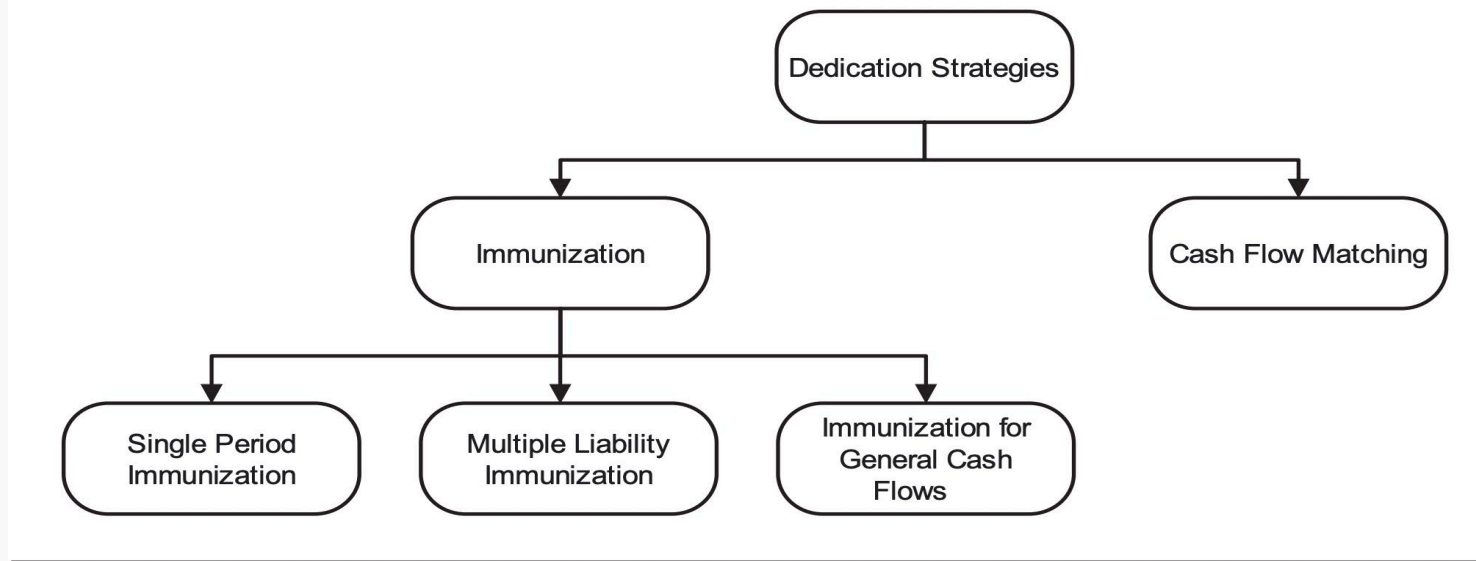 Dedication Strategies
Immunization
Cash Flow Matching
Single Period
Immunization
Multiple Liability
Immunization
Immunization for
General Cash
Flows